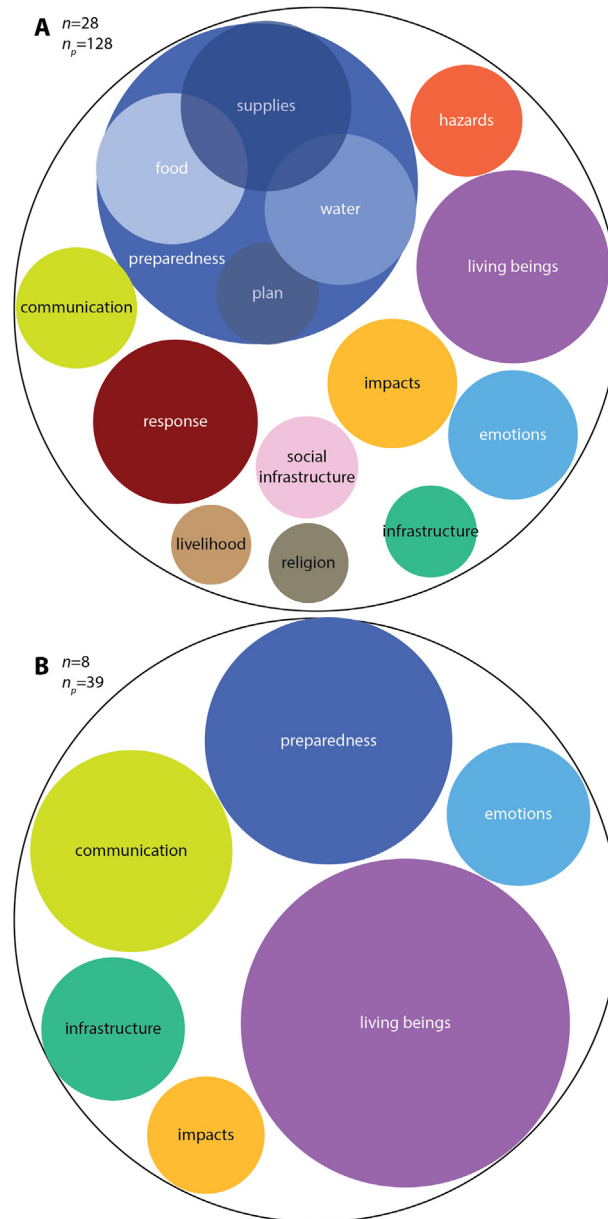 A
n=28
nₚ=128
supplies
hazards
food
water
preparedness
living beings
plan
communication
impacts
response
emotions
social
infrastructure
infrastructure
livelihood
religion
B
n=8
nₚ=39
preparedness
emotions
communication
living beings
infrastructure
impacts